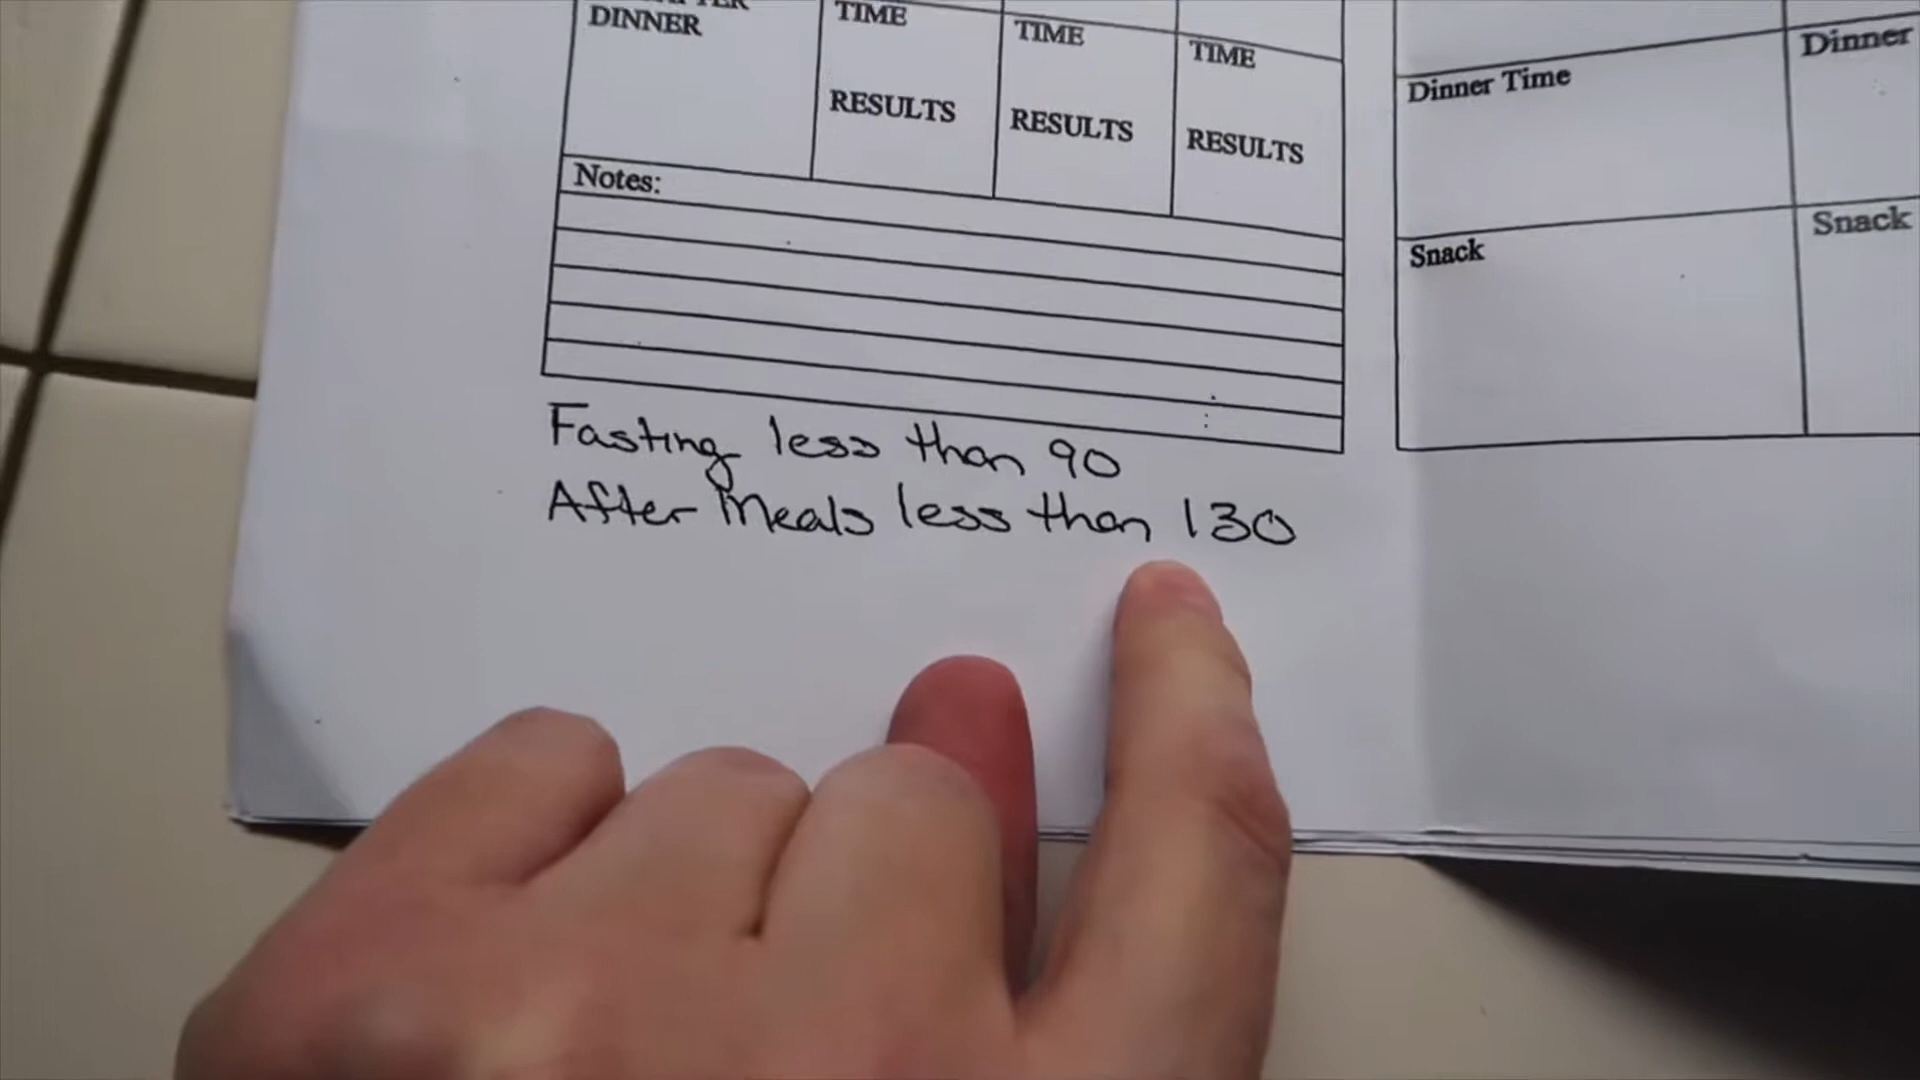 DINNER
TIME
TIME
TIME
RESULTS
RESULTS
RESULTS
Notes:
Fasting less than 90
After Meals less than 130
Dinner Time
Dinner
Snack
Snack